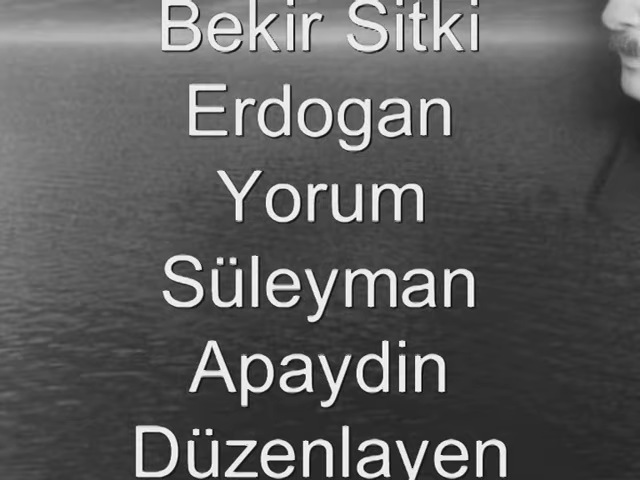 Bekir Sitki
Erdogan
Yorum
Süleyman
Apaydin
Düzenlayen